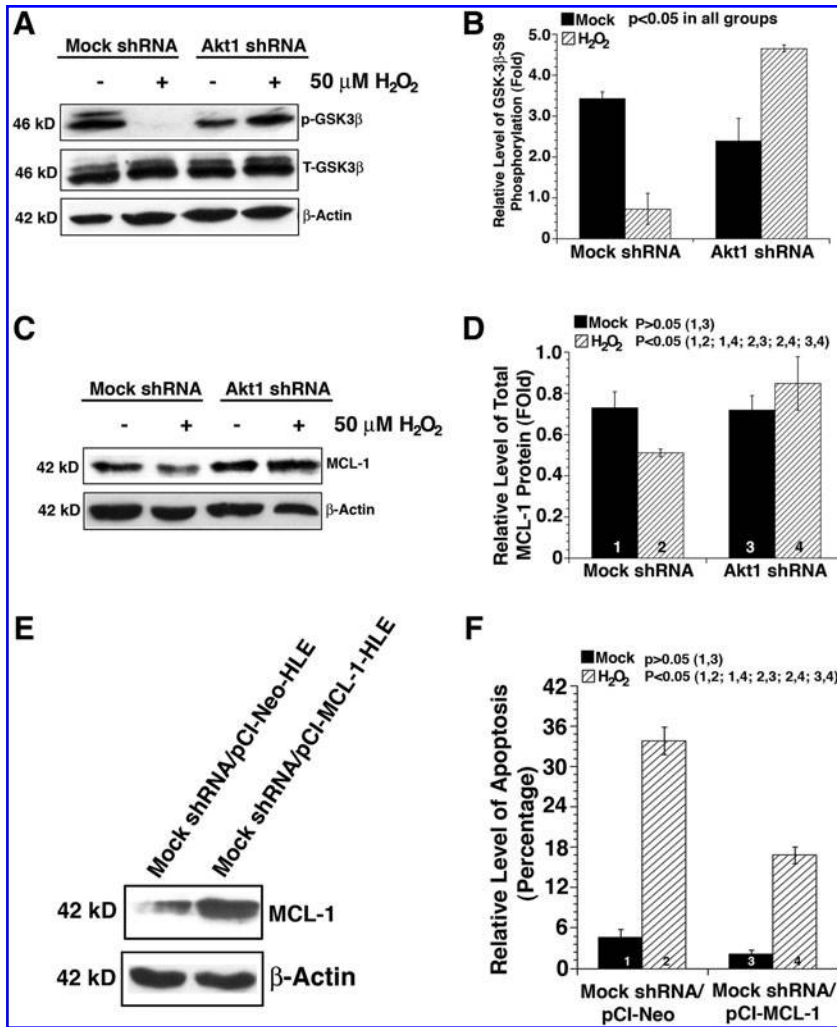 A
Mock shRNA Akt1 shRNA
- + - + 50 μM H₂O₂
46 kD p-GSK3β
46 kD T-GSK3β
42 kD β-Actin
B
Mock p<0.05 in all groups
H₂O₂
Relative Level of GSK-3β-S9
Phosphorylation (Fold)
5.0
4.0
3.0
2.0
1.0
0
Mock shRNA Akt1 shRNA
C
Mock shRNA Akt1 shRNA
- + - + 50 μM H₂O₂
42 kD MCL-1
42 kD β-Actin
D
Mock P>0.05 (1,3)
H₂O₂ P<0.05 (1,2; 1,4; 2,3; 2,4; 3,4)
Relative Level of Total
MCL-1 Protein (FOld)
1.0
0.8
0.6
0.4
0.2
0
1 2 3 4
Mock shRNA Akt1 shRNA
E
Mock shRNA/pCI-Neo-HLE
Mock shRNA/pCI-MCL-1-HLE
42 kD MCL-1
42 kD β-Actin
F
Mock p>0.05 (1,3)
H₂O₂ P<0.05 (1,2; 1,4; 2,3; 2,4; 3,4)
Relative Level of Apoptosis
(Percentage)
42
36
30
24
18
12
6
0
1 2 3 4
Mock shRNA/ Mock shRNA/
pCI-Neo pCI-MCL-1